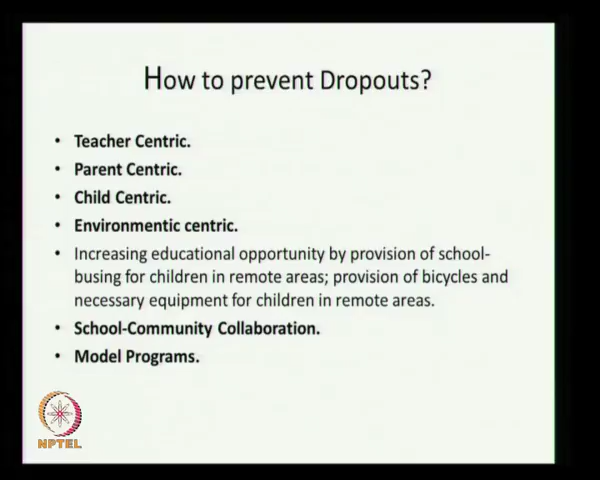 How to prevent Dropouts?
• Teacher Centric.
• Parent Centric.
• Child Centric.
• Environmentic centric.
• Increasing educational opportunity by provision of school-
busing for children in remote areas; provision of bicycles and
necessary equipment for children in remote areas.
• School-Community Collaboration.
• Model Programs.
NPTEL